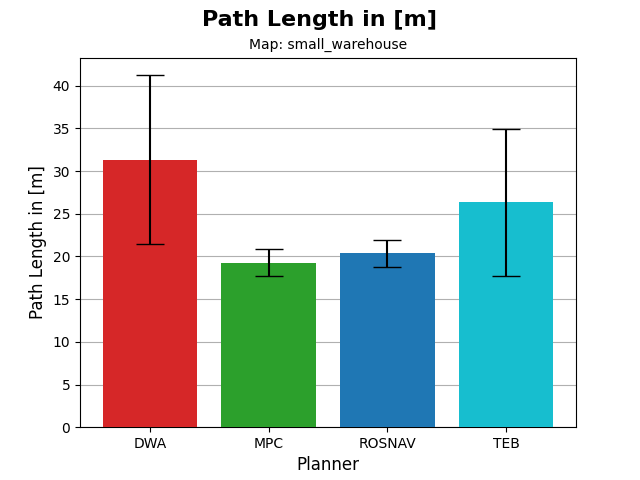 Path Length in [m]
Map: small_warehouse
Path Length in [m]
40
35
30
25
20
15
10
5
0
DWA MPC ROSNAV TEB
Planner